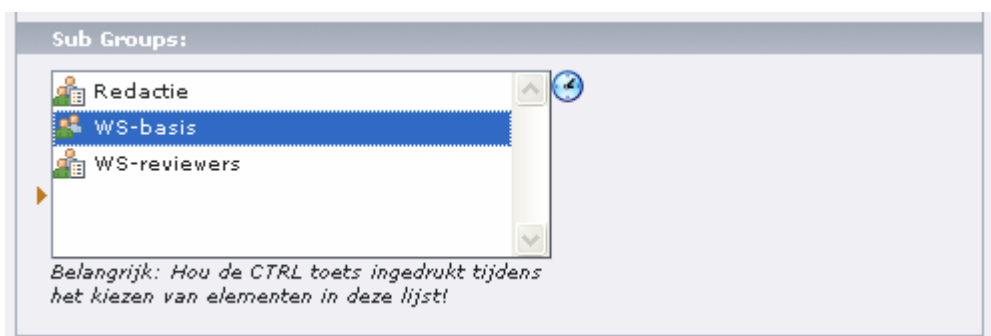 Sub Groups:
Redactie
WS-basis
WS-reviewers
Belangrijk: Hou de CTRL toets ingedrukt tijdens
het kiezen van elementen in deze lijst!